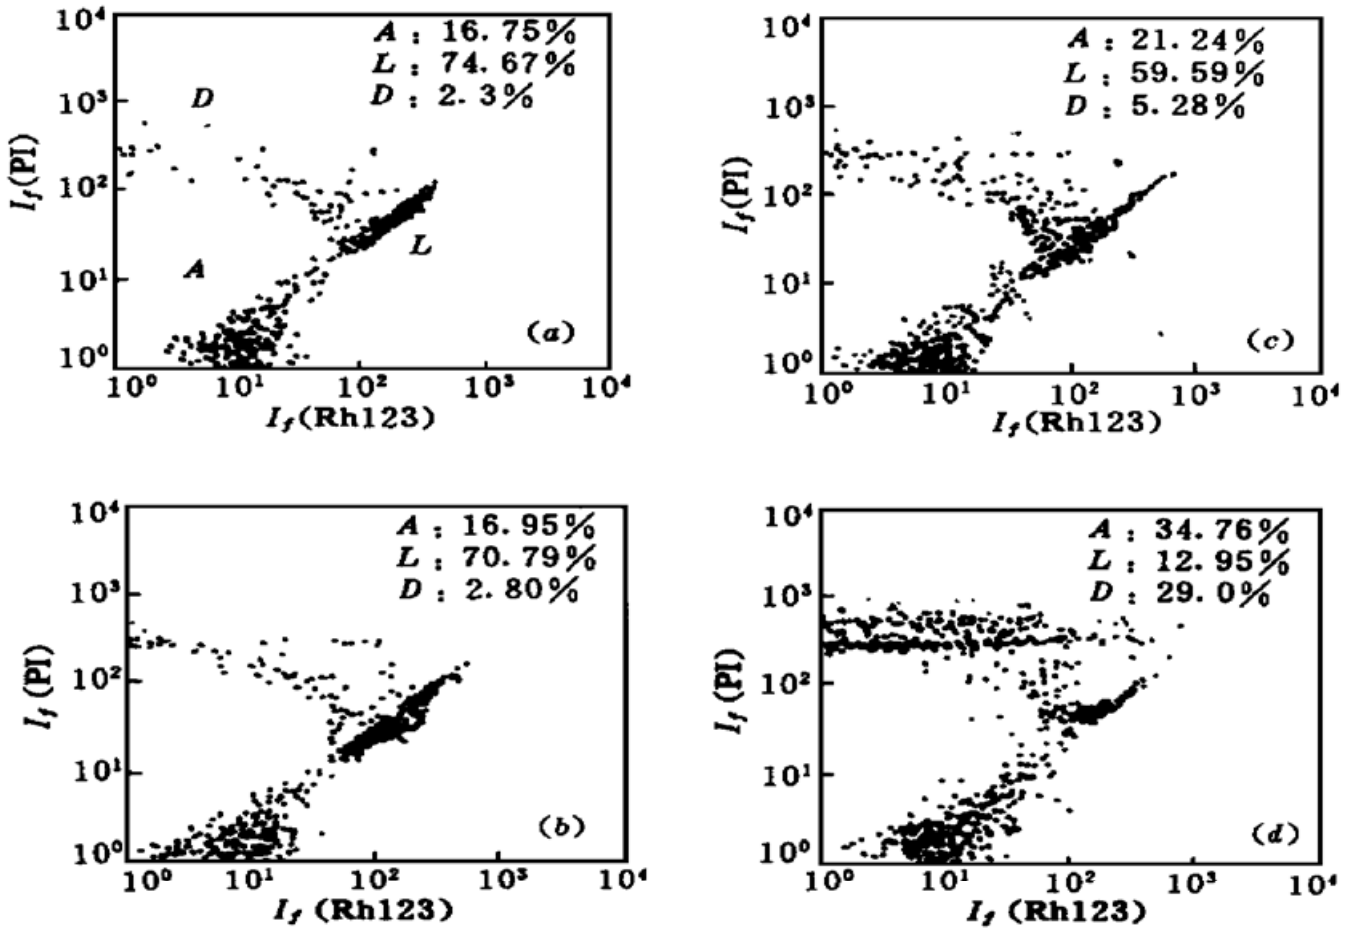 10⁴
10³
10²
10¹
10⁰
I_f(PI)
A : 16.75%
L : 74.67%
D : 2.3%
D
L
A
(a)
10⁰ 10¹ 10² 10³ 10⁴
I_f(Rh123)
10⁴
10³
10²
10¹
10⁰
I_f(PI)
A : 21.24%
L : 59.59%
D : 5.28%
(c)
10⁰ 10¹ 10² 10³ 10⁴
I_f(Rh123)
10⁴
10³
10²
10¹
10⁰
I_f(PI)
A : 16.95%
L : 70.79%
D : 2.80%
(b)
10⁰ 10¹ 10² 10³ 10⁴
I_f (Rh123)
10⁴
10³
10²
10¹
10⁰
I_f(PI)
A : 34.76%
L : 12.95%
D : 29.0%
(d)
10⁰ 10¹ 10² 10³ 10⁴
I_f (Rh123)